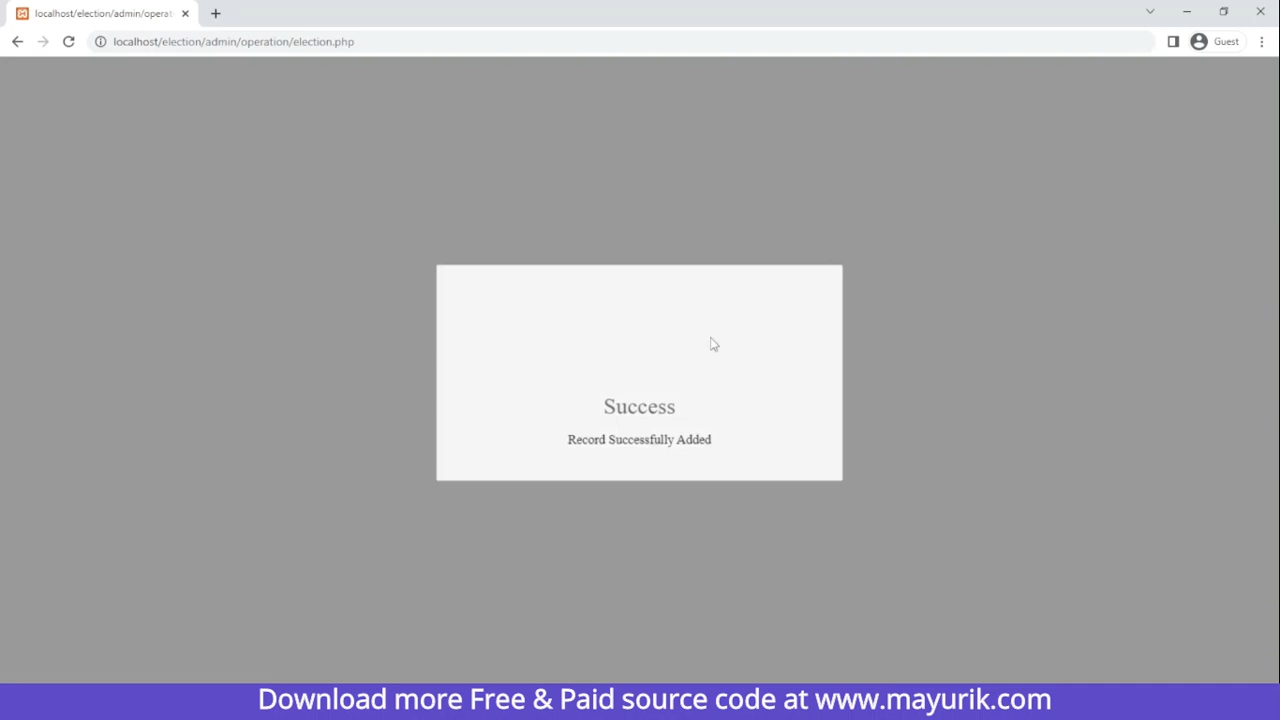 localhost/election/admin/operat
localhost/election/admin/operation/election.php
Guest
Success
Record Successfully Added
Download more Free & Paid source code at www.mayurik.com